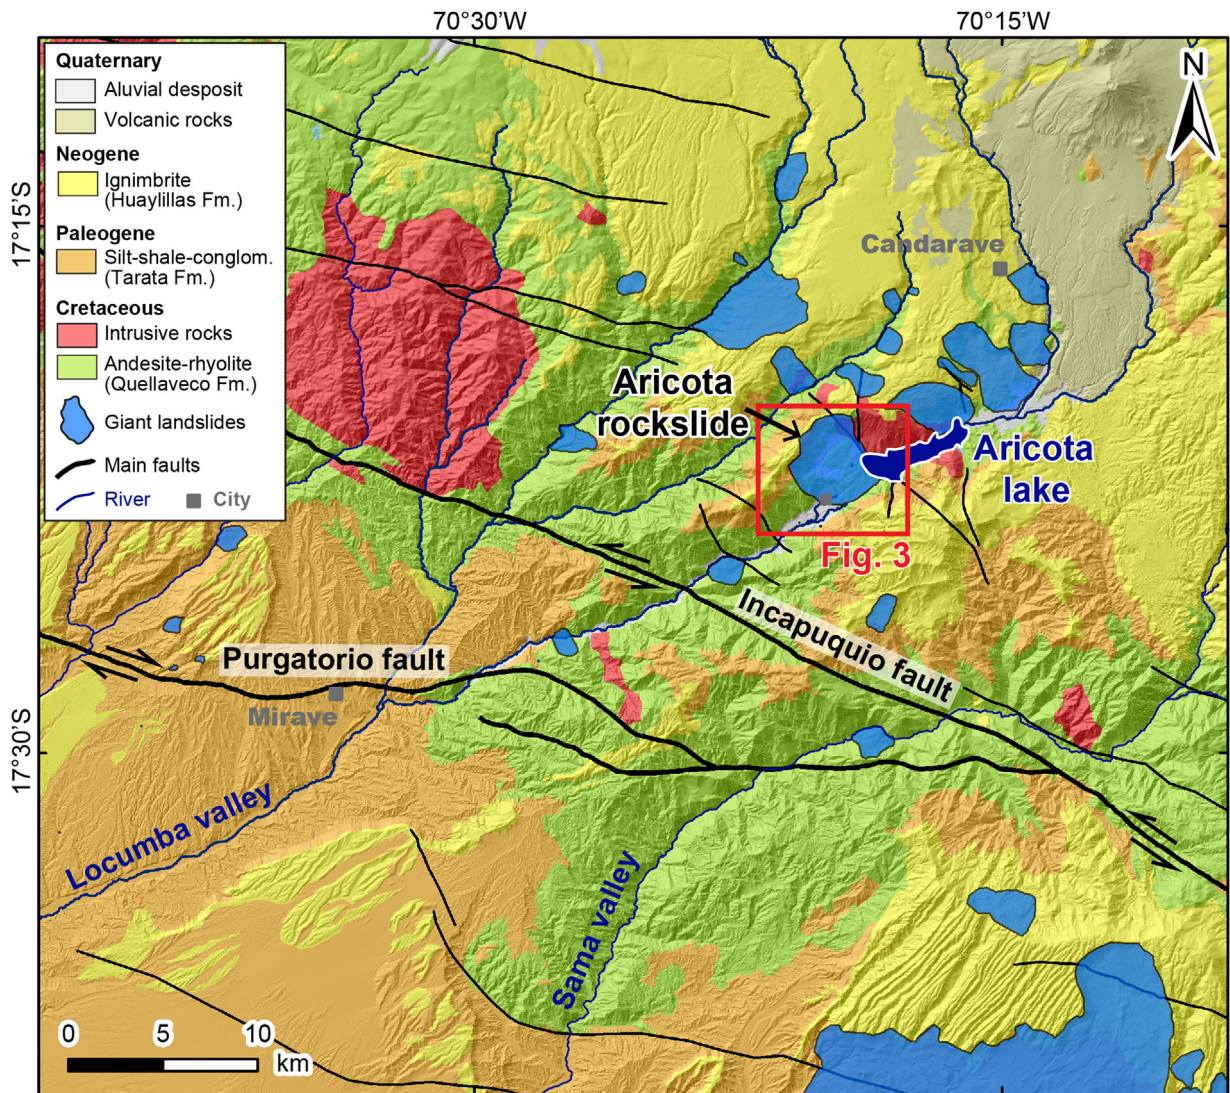 70°30'W
70°15'W
17°15'S
17°30'S
Quaternary
Aluvial desposit
Volcanic rocks
Neogene
Ignimbrite
(Huaylillas Fm.)
Paleogene
Silt-shale-conglom.
(Tarata Fm.)
Cretaceous
Intrusive rocks
Andesite-rhyolite
(Quellaveco Fm.)
Giant landslides
Main faults
River
City
N
Candarave
Aricota
rockslide
Aricota
lake
Fig. 3
Incapuquio fault
Purgatorio fault
Mirave
Locumba valley
Sama valley
0 5 10
km